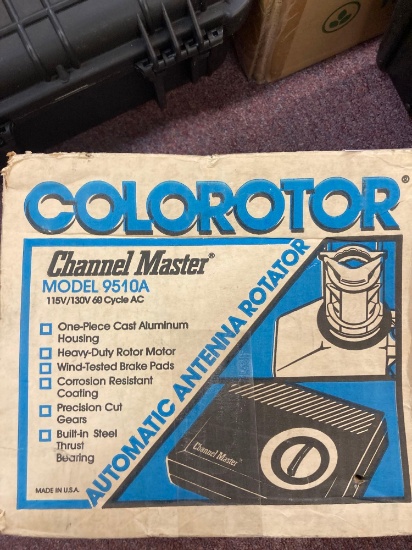 COLOROTOR®
Channel Master®
MODEL 9510A
115V/130V 60 Cycle AC
One-Piece Cast Aluminum
Housing
Heavy-Duty Rotor Motor
Wind-Tested Brake Pads
Corrosion Resistant
Coating
Precision Cut
Gears
Built-in Steel
Thrust
Bearing
MADE IN U.S.A.
AUTOMATIC ANTENNA ROTATOR
Channel Master®